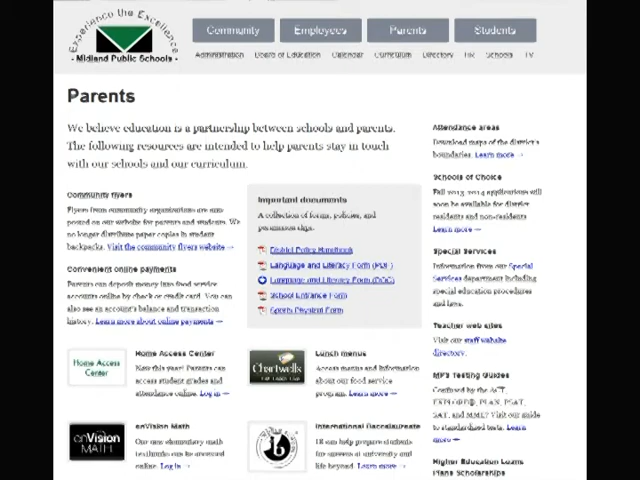 Experience the Excellence
- Midland Public Schools -
Community
Employees
Parents
Students
Administration
Board of Education
Calendar
Curriculum
Directory
HR
Schools
TV
Parents
We believe education is a partnership between schools and parents.
The following resources are intended to help parents stay in touch
with our schools and our curriculum.
Community flyers
Flyers from community organizations are now
posted on our website for parents and students. We
no longer distribute paper copies in student
backpacks. Visit the community flyers website →
Convenient online payments
Parents can deposit money into food service
accounts online by check or credit card. You can
also see an account's balance and transaction
history. Learn more about online payments →
Important documents
A collection of forms, policies, and
permission slips.
District Policy Handbook
Language and Literacy Form (PDF)
Language and Literacy Form (DOC)
School Entrance Form
Sports Physical Form
Home Access
Center
Home Access Center
New this year! Parents can
access student grades and
attendance online. Log in →
Chartwells
Lunch menus
Access menus and information
about our food service
program. Learn more →
enVision
MATH
enVision Math
Our new elementary math
textbooks can be accessed
online. Log in →
International Baccalaureate
IB can help prepare students
for success at university and
life beyond. Learn more →
Attendance areas
Download maps of the district's
boundaries. Learn more →
Schools of Choice
Fall 2013-2014 applications will
soon be available for district
residents and non-residents
Learn more →
Special Services
Information from our Special
Services department including
special education procedures
and laws.
Teacher web sites
Visit our staff website
directory.
MPS Testing Guides
Confused by the ACT,
EXPLORE®, PLAN, PSAT,
SAT, and MME? Visit our guide
to standardized tests. Learn
more →
Higher Education Loans
Plans Scholarships